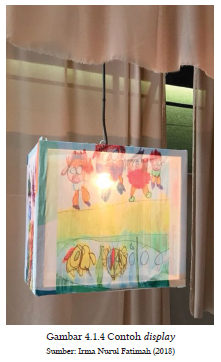 Gambar 4.1.4 Contoh display
Sumber: Irma Nurul Fatimah (2018)